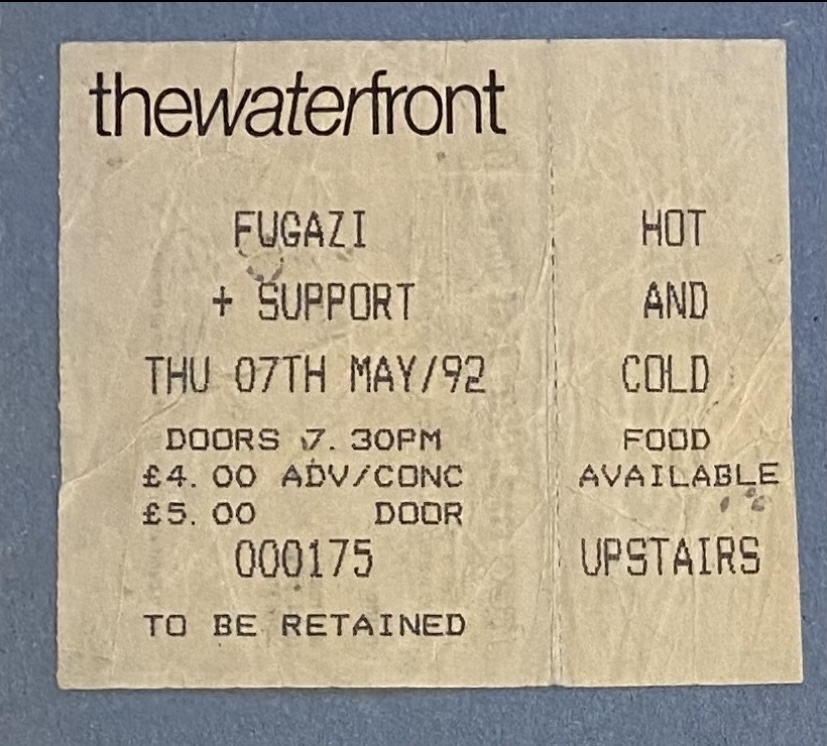 thewaterfront
FUGAZI
+ SUPPORT
THU 07TH MAY/92
DOORS 7.30PM
£4.00 ADV/CONC
£5.00 DOOR
000175
TO BE RETAINED
HOT
AND
COLD
FOOD
AVAILABLE
UPSTAIRS